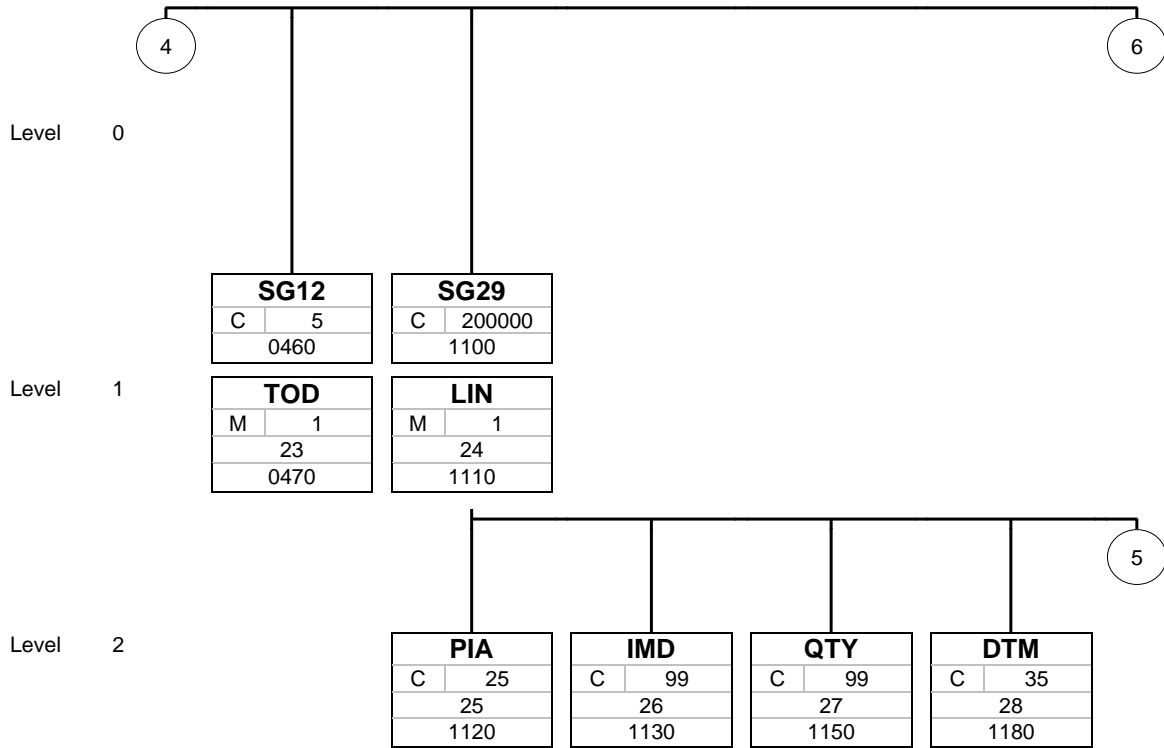 4 6
Level 0
SG12 SG29
C 5 C 200000
0460 1100
Level 1
TOD LIN
M 1 M 1
23 24
0470 1110
5
Level 2
PIA IMD QTY DTM
C 25 C 99 C 99 C 35
25 26 27 28
1120 1130 1150 1180